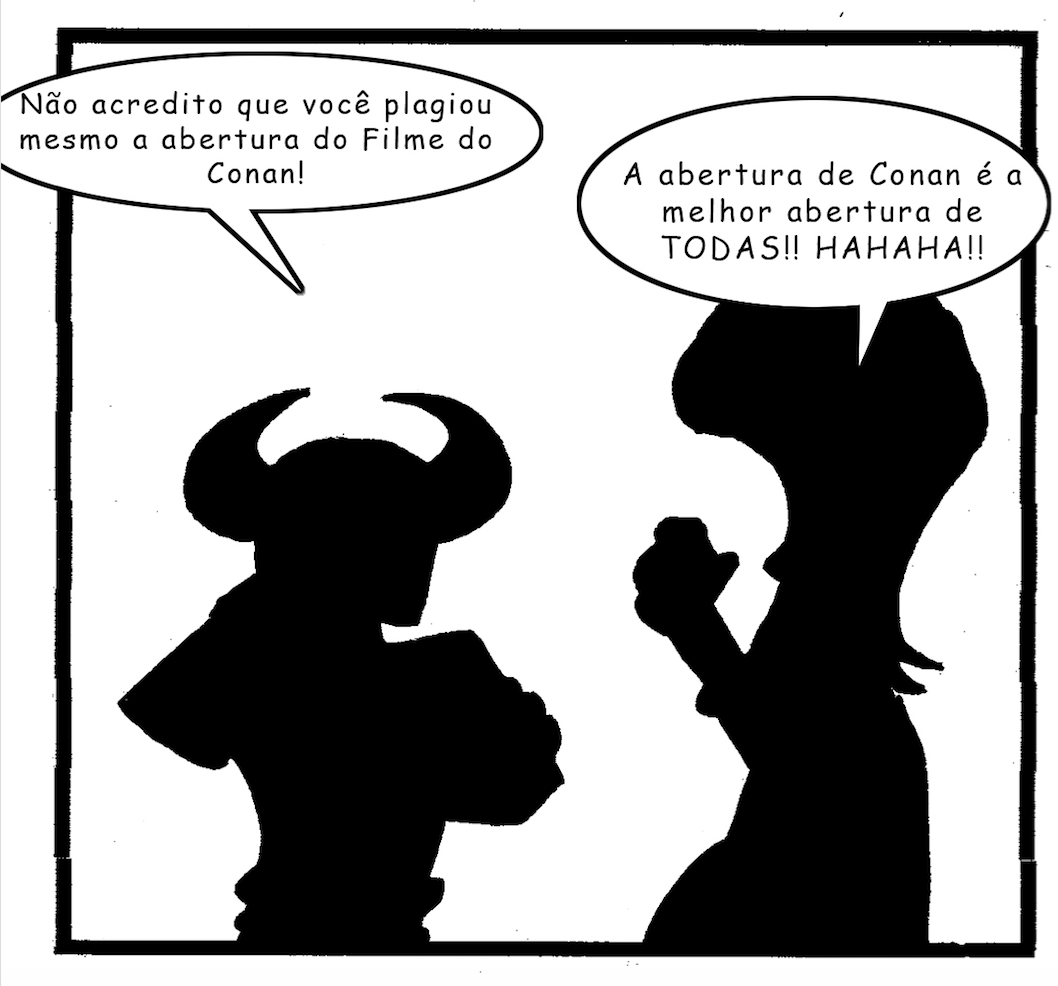 Não acredito que você plagiou
mesmo a abertura do Filme do
Conan!
A abertura de Conan é a
melhor abertura de
TODAS!! HAHAHA!!